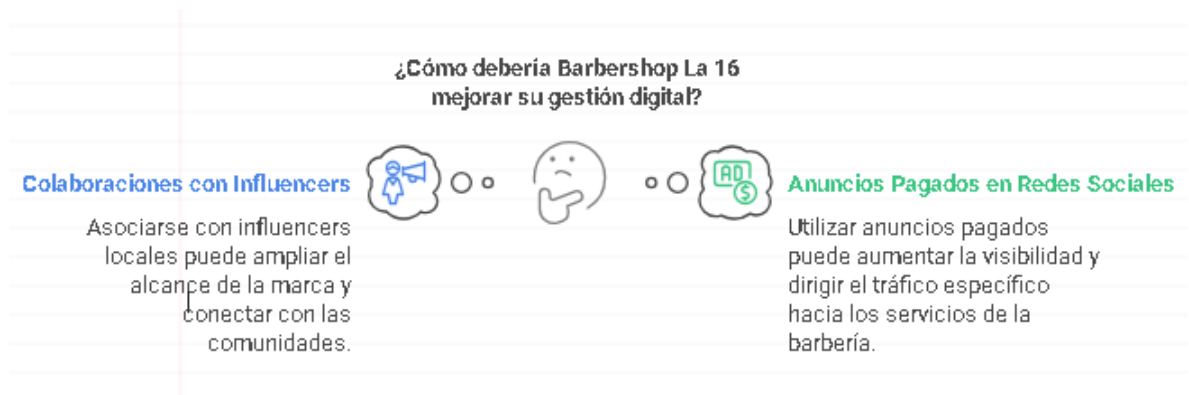 ¿Cómo debería Barbershop La 16
mejorar su gestión digital?
Colaboraciones con Influencers
Asociarse con influencers
locales puede ampliar el
alcance de la marca y
conectar con las
comunidades.
AD
$
Anuncios Pagados en Redes Sociales
Utilizar anuncios pagados
puede aumentar la visibilidad y
dirigir el tráfico específico
hacia los servicios de la
barbería.